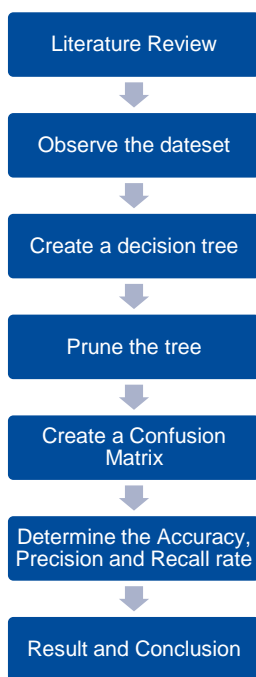 Literature Review
Observe the dateset
Create a decision tree
Prune the tree
Create a Confusion
Matrix
Determine the Accuracy,
Precision and Recall rate
Result and Conclusion